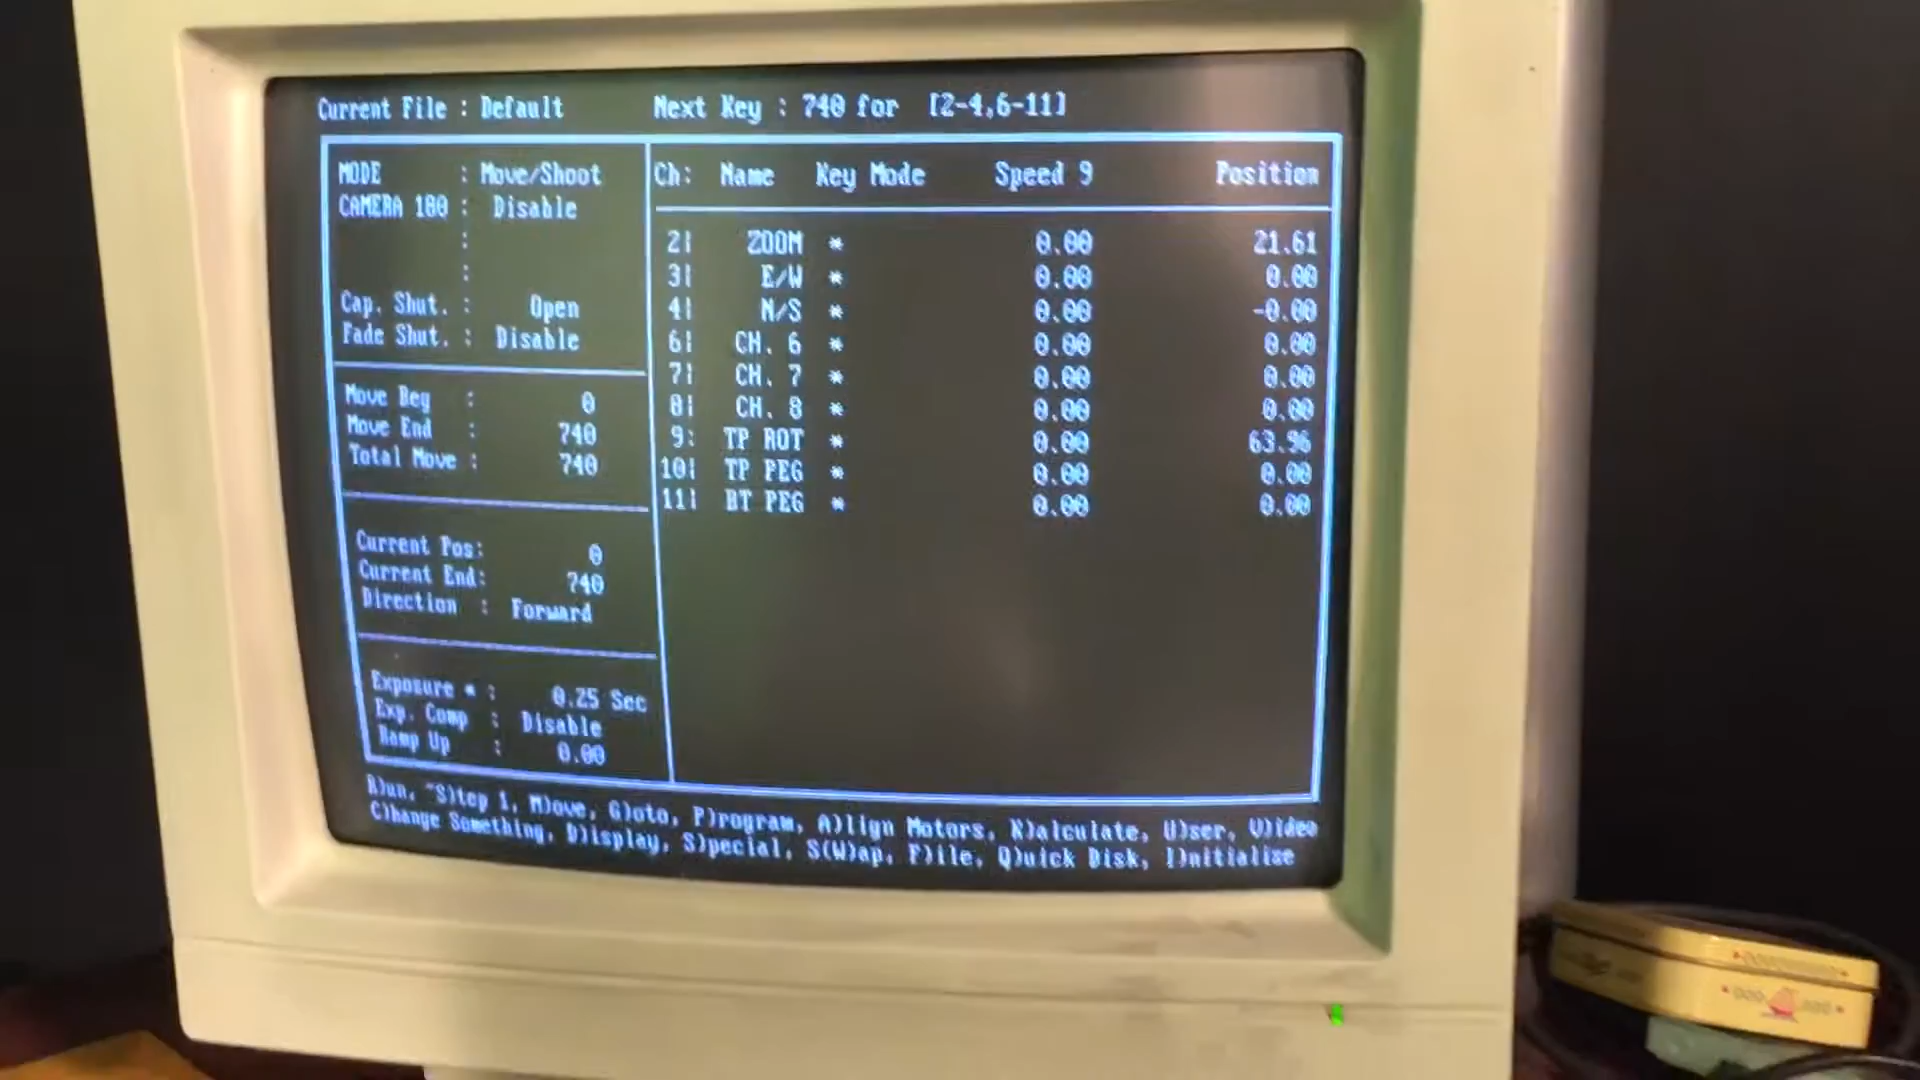 Current File : Default Next Key : 740 for [2-4,6-11]
MODE : Move/Shoot
CAMERA 100 : Disable
:
:
Cap. Shut. : Open
Fade Shut. : Disable
Move Beg : 0
Move End : 740
Total Move : 740
Current Pos: 0
Current End: 740
Direction : Forward
Exposure * : 0.25 Sec
Exp. Comp : Disable
Ramp Up : 0.00
Ch: Name Key Mode Speed 9 Position
2| ZOOM * 0.00 21.61
3| E/W * 0.00 0.00
4| N/S * 0.00 -0.00
6| CH. 6 * 0.00 0.00
7| CH. 7 * 0.00 0.00
8| CH. 8 * 0.00 0.00
9: TP ROT * 0.00 63.96
10| TP PEG * 0.00 0.00
11| BT PEG * 0.00 0.00
R)un, ^S)tep 1, M)ove, G)oto, P)rogram, A)lign Motors, K)alculate, U)ser, V)ideo
C)hange Something, D)isplay, S)pecial, S(W)ap, F)ile, Q)uick Disk, I)nitialise